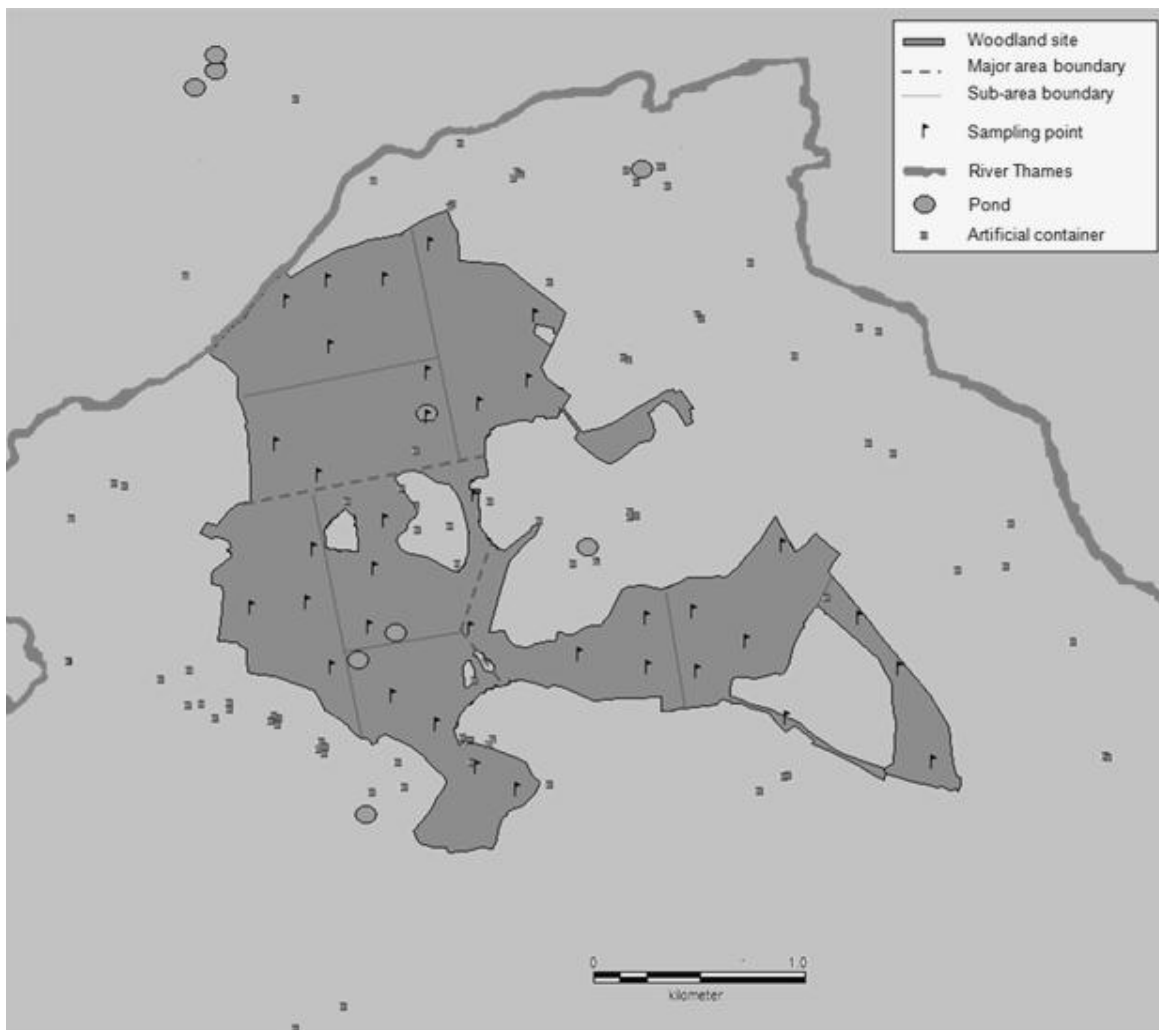 Woodland site
Major area boundary
Sub-area boundary
Sampling point
River Thames
Pond
Artificial container
0 1.0
kilometer